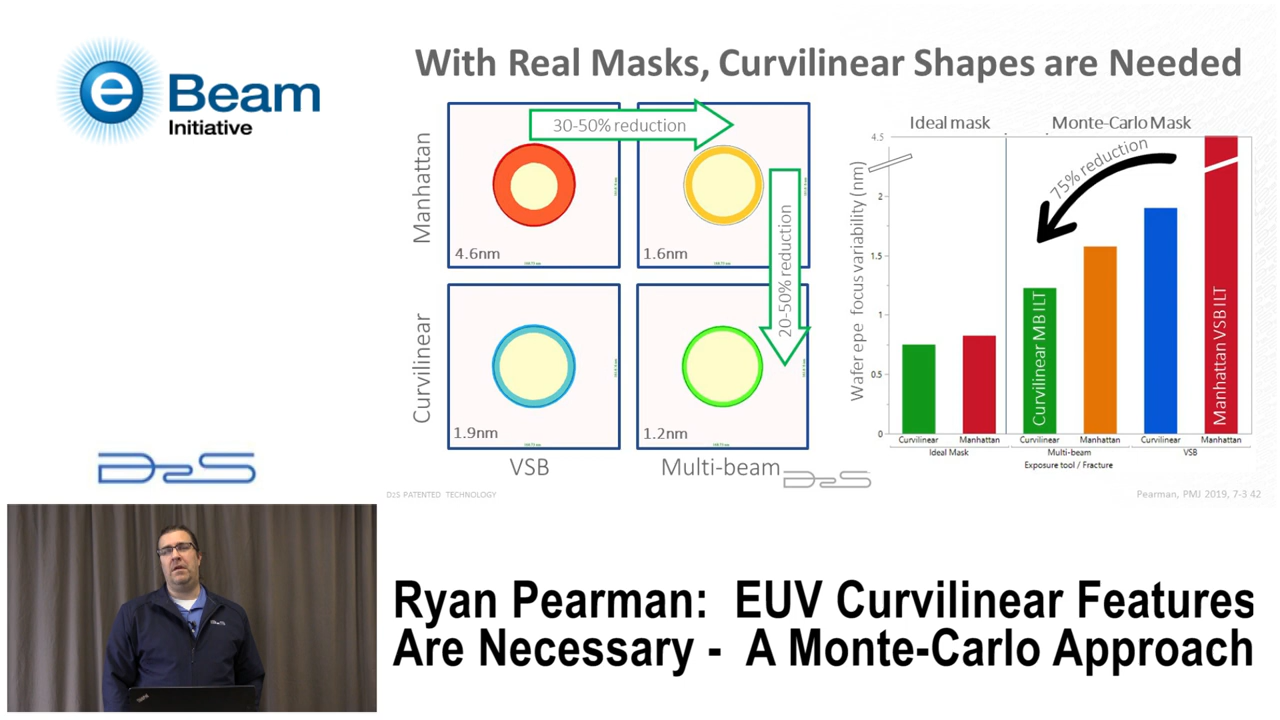 e Beam
Initiative
D2S
With Real Masks, Curvilinear Shapes are Needed
Manhattan
30-50% reduction
4.6nm
1.6nm
20-50% reduction
Curvilinear
1.9nm
1.2nm
VSB
Multi-beam
D2S
Ideal mask
Monte-Carlo Mask
75% reduction
Wafer epe focus variability (nm)
4.5
2
1.5
1
0.5
0
Curvilinear MB ILT
Manhattan VSB ILT
Curvilinear
Manhattan
Curvilinear
Manhattan
Curvilinear
Manhattan
Ideal Mask
Multi-beam
VSB
Exposure tool / Fracture
D2S PATENTED TECHNOLOGY
Pearman, PMJ 2019, 7-3 42
D2S
Ryan Pearman: EUV Curvilinear Features
Are Necessary - A Monte-Carlo Approach